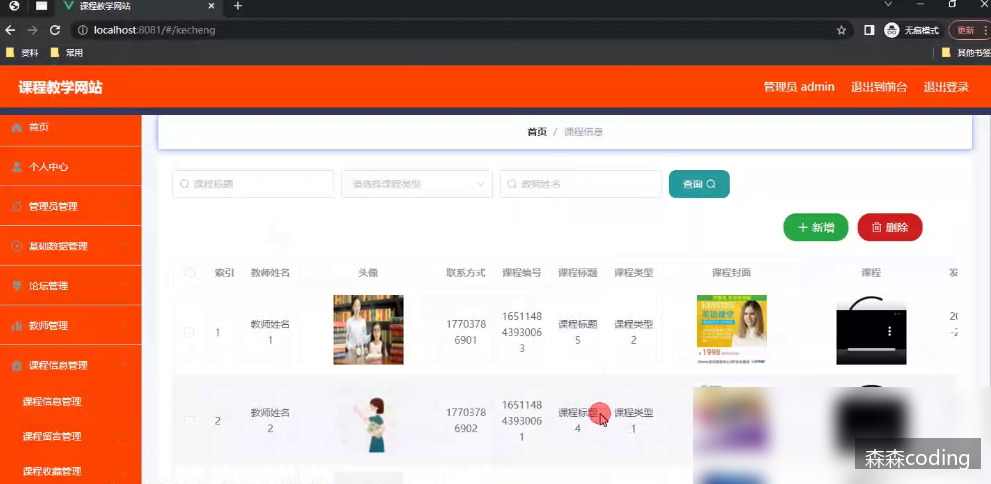 课程教学网站
localhost:8081/#/kecheng
无痕模式
更新
资料
常用
其他书签
课程教学网站
管理员 admin
退出到前台
退出登录
首页
个人中心
管理员管理
基础数据管理
论坛管理
教师管理
课程信息管理
课程信息管理
课程留言管理
课程收藏管理
首页 / 课程信息
课程标题
请选择课程类型
教师姓名
查询
新增
删除
索引 教师姓名 头像 联系方式 课程编号 课程标题 课程类型 课程封面 课程 发
1 教师姓名1 17703786901 165114843930063 课程标题5 课程类型2
英语课堂
1998
2 教师姓名2 17703786902 165114843930061 课程标题4 课程类型1
森森coding